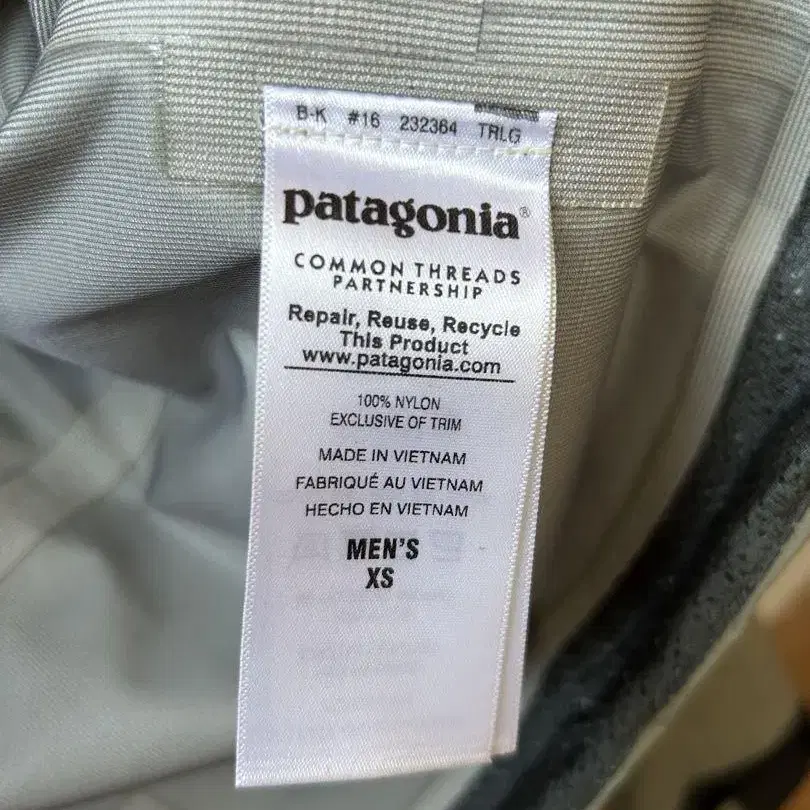 B-K #16 232364 TRLG
patagonia®
COMMON THREADS
PARTNERSHIP
Repair, Reuse, Recycle
This Product
www.patagonia.com
100% NYLON
EXCLUSIVE OF TRIM
MADE IN VIETNAM
FABRIQUÉ AU VIETNAM
HECHO EN VIETNAM
MEN'S
XS